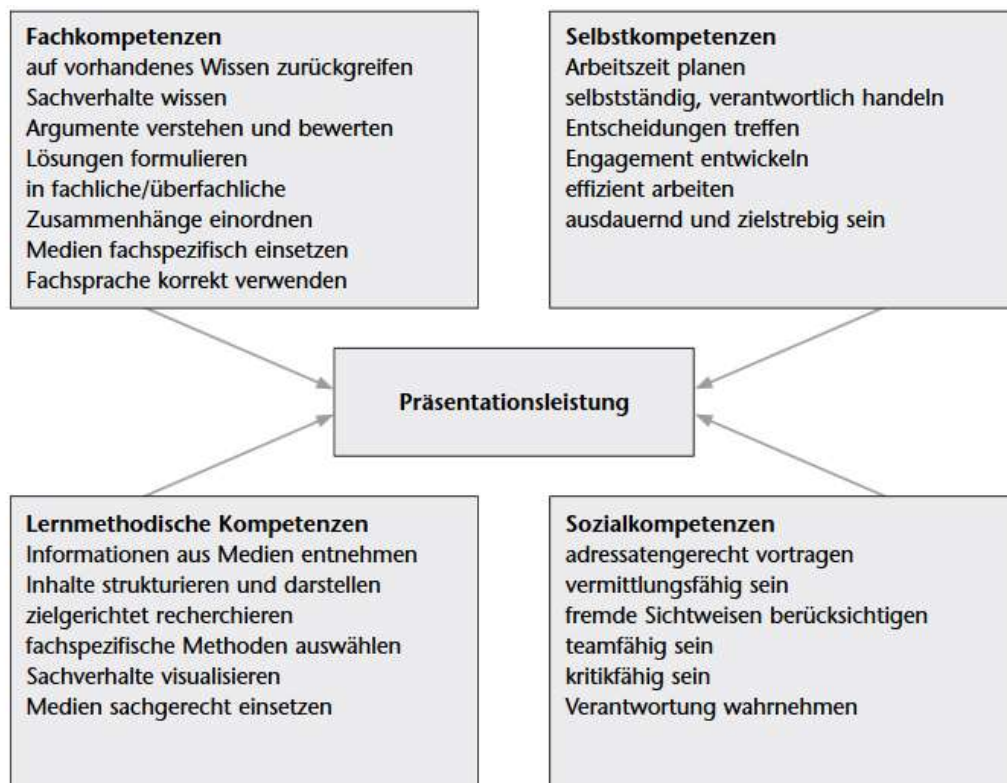 Fachkompetenzen
auf vorhandenes Wissen zurückgreifen
Sachverhalte wissen
Argumente verstehen und bewerten
Lösungen formulieren
in fachliche/überfachliche
Zusammenhänge einordnen
Medien fachspezifisch einsetzen
Fachsprache korrekt verwenden
Selbstkompetenzen
Arbeitszeit planen
selbstständig, verantwortlich handeln
Entscheidungen treffen
Engagement entwickeln
effizient arbeiten
ausdauernd und zielstrebig sein
Präsentationsleistung
Lernmethodische Kompetenzen
Informationen aus Medien entnehmen
Inhalte strukturieren und darstellen
zielgerichtet recherchieren
fachspezifische Methoden auswählen
Sachverhalte visualisieren
Medien sachgerecht einsetzen
Sozialkompetenzen
adressatengerecht vortragen
vermittlungsfähig sein
fremde Sichtweisen berücksichtigen
teamfähig sein
kritikfähig sein
Verantwortung wahrnehmen